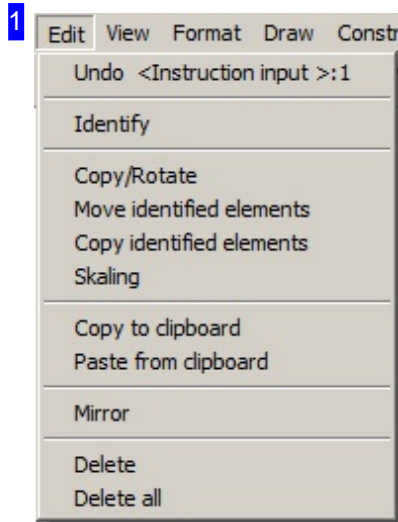 1
Edit View Format Draw Constr
Undo <Instruction input >:1
Identify
Copy/Rotate
Move identified elements
Copy identified elements
Skaling
Copy to clipboard
Paste from clipboard
Mirror
Delete
Delete all